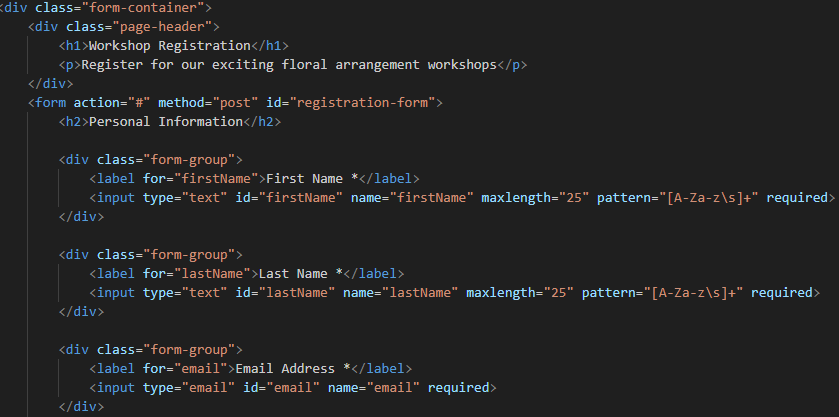 <div class="form-container">
<div class="page-header">
<h1>Workshop Registration</h1>
<p>Register for our exciting floral arrangement workshops</p>
</div>
<form action="#" method="post" id="registration-form">
<h2>Personal Information</h2>
<div class="form-group">
<label for="firstName">First Name *</label>
<input type="text" id="firstName" name="firstName" maxlength="25" pattern="[A-Za-z\s]+" required>
</div>
<div class="form-group">
<label for="lastName">Last Name *</label>
<input type="text" id="lastName" name="lastName" maxlength="25" pattern="[A-Za-z\s]+" required>
</div>
<div class="form-group">
<label for="email">Email Address *</label>
<input type="email" id="email" name="email" required>
</div>